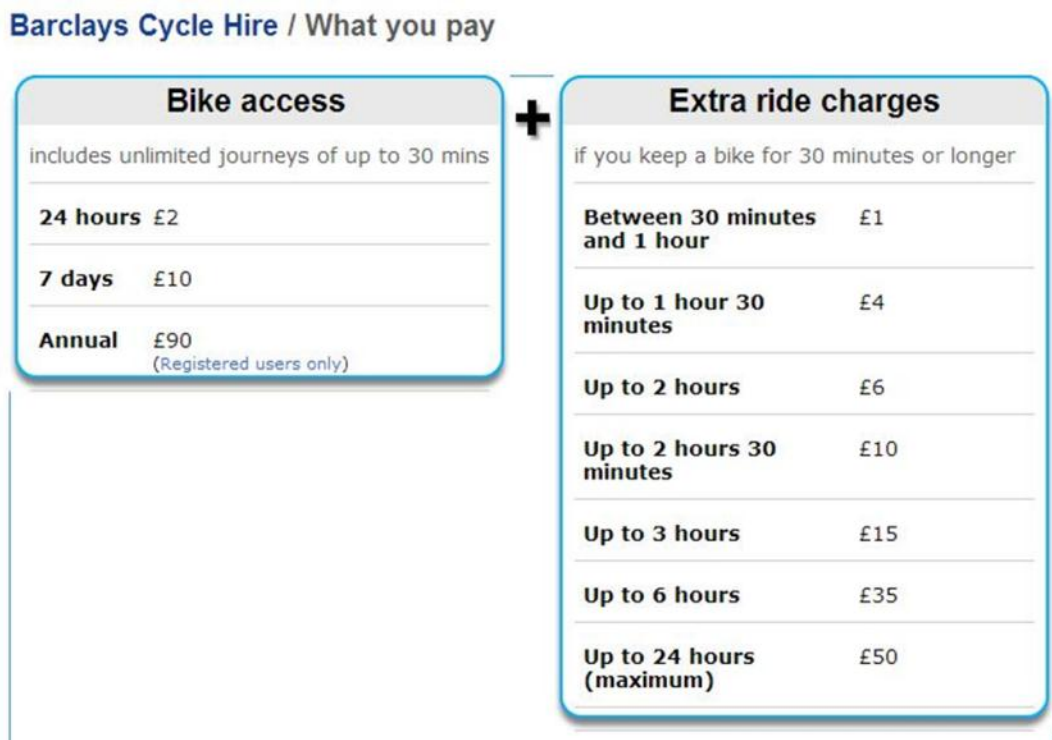 Barclays Cycle Hire / What you pay
Bike access
includes unlimited journeys of up to 30 mins
24 hours £2
7 days £10
Annual £90
(Registered users only)
+
Extra ride charges
if you keep a bike for 30 minutes or longer
Between 30 minutes £1
and 1 hour
Up to 1 hour 30 £4
minutes
Up to 2 hours £6
Up to 2 hours 30 £10
minutes
Up to 3 hours £15
Up to 6 hours £35
Up to 24 hours £50
(maximum)